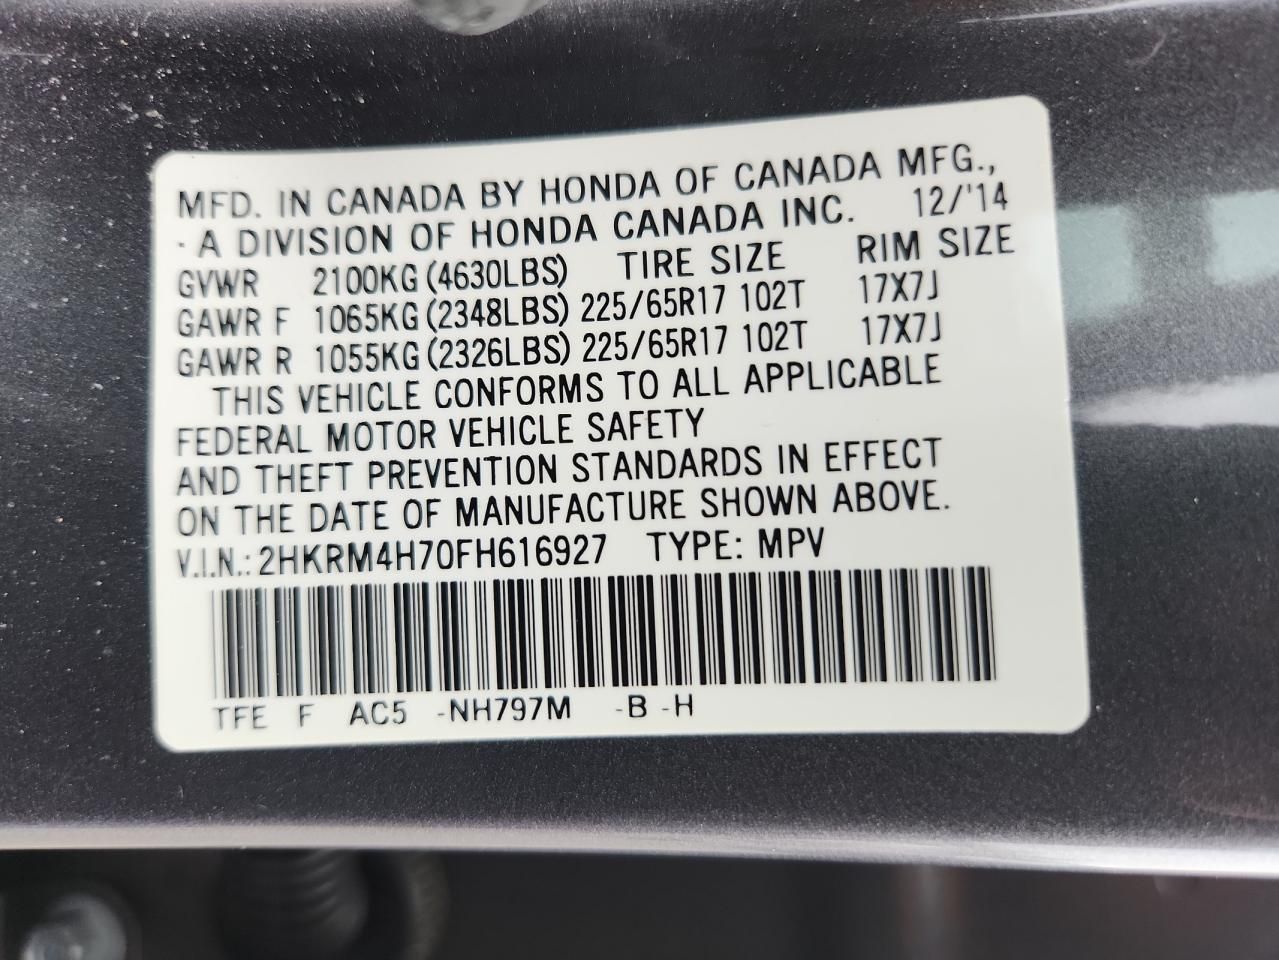 MFD. IN CANADA BY HONDA OF CANADA MFG.,
· A DIVISION OF HONDA CANADA INC. 12/'14
GVWR 2100KG (4630LBS) TIRE SIZE RIM SIZE
GAWR F 1065KG (2348LBS) 225/65R17 102T 17X7J
GAWR R 1055KG (2326LBS) 225/65R17 102T 17X7J
THIS VEHICLE CONFORMS TO ALL APPLICABLE
FEDERAL MOTOR VEHICLE SAFETY
AND THEFT PREVENTION STANDARDS IN EFFECT
ON THE DATE OF MANUFACTURE SHOWN ABOVE.
V.I.N.: 2HKRM4H70FH616927 TYPE: MPV
TFE F AC5 -NH797M -B -H